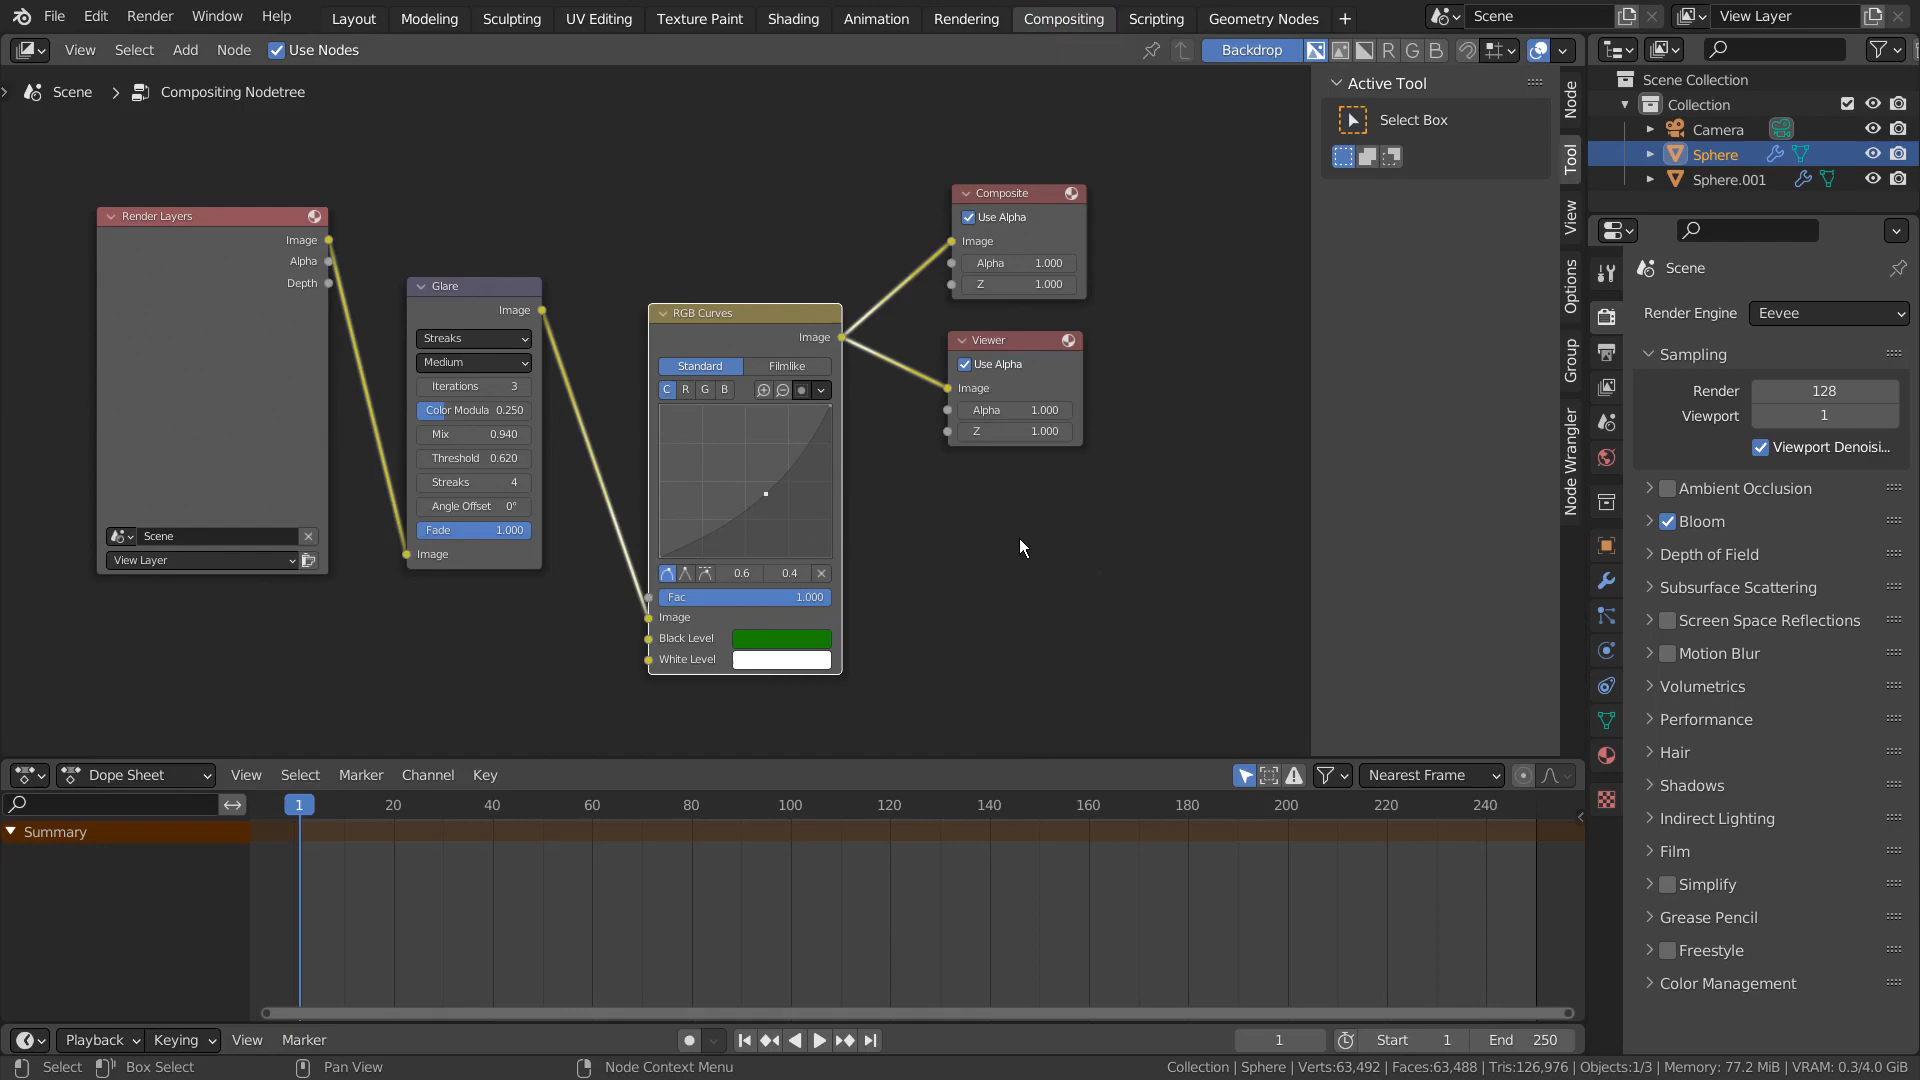 File Edit Render Window Help Layout Modeling Sculpting UV Editing Texture Paint Shading Animation Rendering Compositing Scripting Geometry Nodes + Scene View Layer
View Select Add Node Use Nodes Backdrop R G B
Scene > Compositing Nodetree
Active Tool
Select Box
Node
Tool
View
Options
Group
Node Wrangler
Render Layers
Image
Alpha
Depth
Scene
View Layer
Glare
Image
Streaks
Medium
Iterations 3
Color Modula 0.250
Mix 0.940
Threshold 0.620
Streaks 4
Angle Offset 0°
Fade 1.000
Image
RGB Curves
Image
Standard Filmlike
C R G B
0.6 0.4
Fac 1.000
Image
Black Level
White Level
Composite
Use Alpha
Image
Alpha 1.000
Z 1.000
Viewer
Use Alpha
Image
Alpha 1.000
Z 1.000
Scene Collection
Collection
Camera
Sphere
Sphere.001
Scene
Render Engine Eevee
Sampling
Render 128
Viewport 1
Viewport Denoisi...
Ambient Occlusion
Bloom
Depth of Field
Subsurface Scattering
Screen Space Reflections
Motion Blur
Volumetrics
Performance
Hair
Shadows
Indirect Lighting
Film
Simplify
Grease Pencil
Freestyle
Color Management
Dope Sheet View Select Marker Channel Key Nearest Frame
1 20 40 60 80 100 120 140 160 180 200 220 240
Summary
Playback Keying View Marker 1 Start 1 End 250
Select Box Select Pan View Node Context Menu Collection | Sphere | Verts:63,492 | Faces:63,488 | Tris:126,976 | Objects:1/3 | Memory: 77.2 MiB | VRAM: 0.3/4.0 GiB